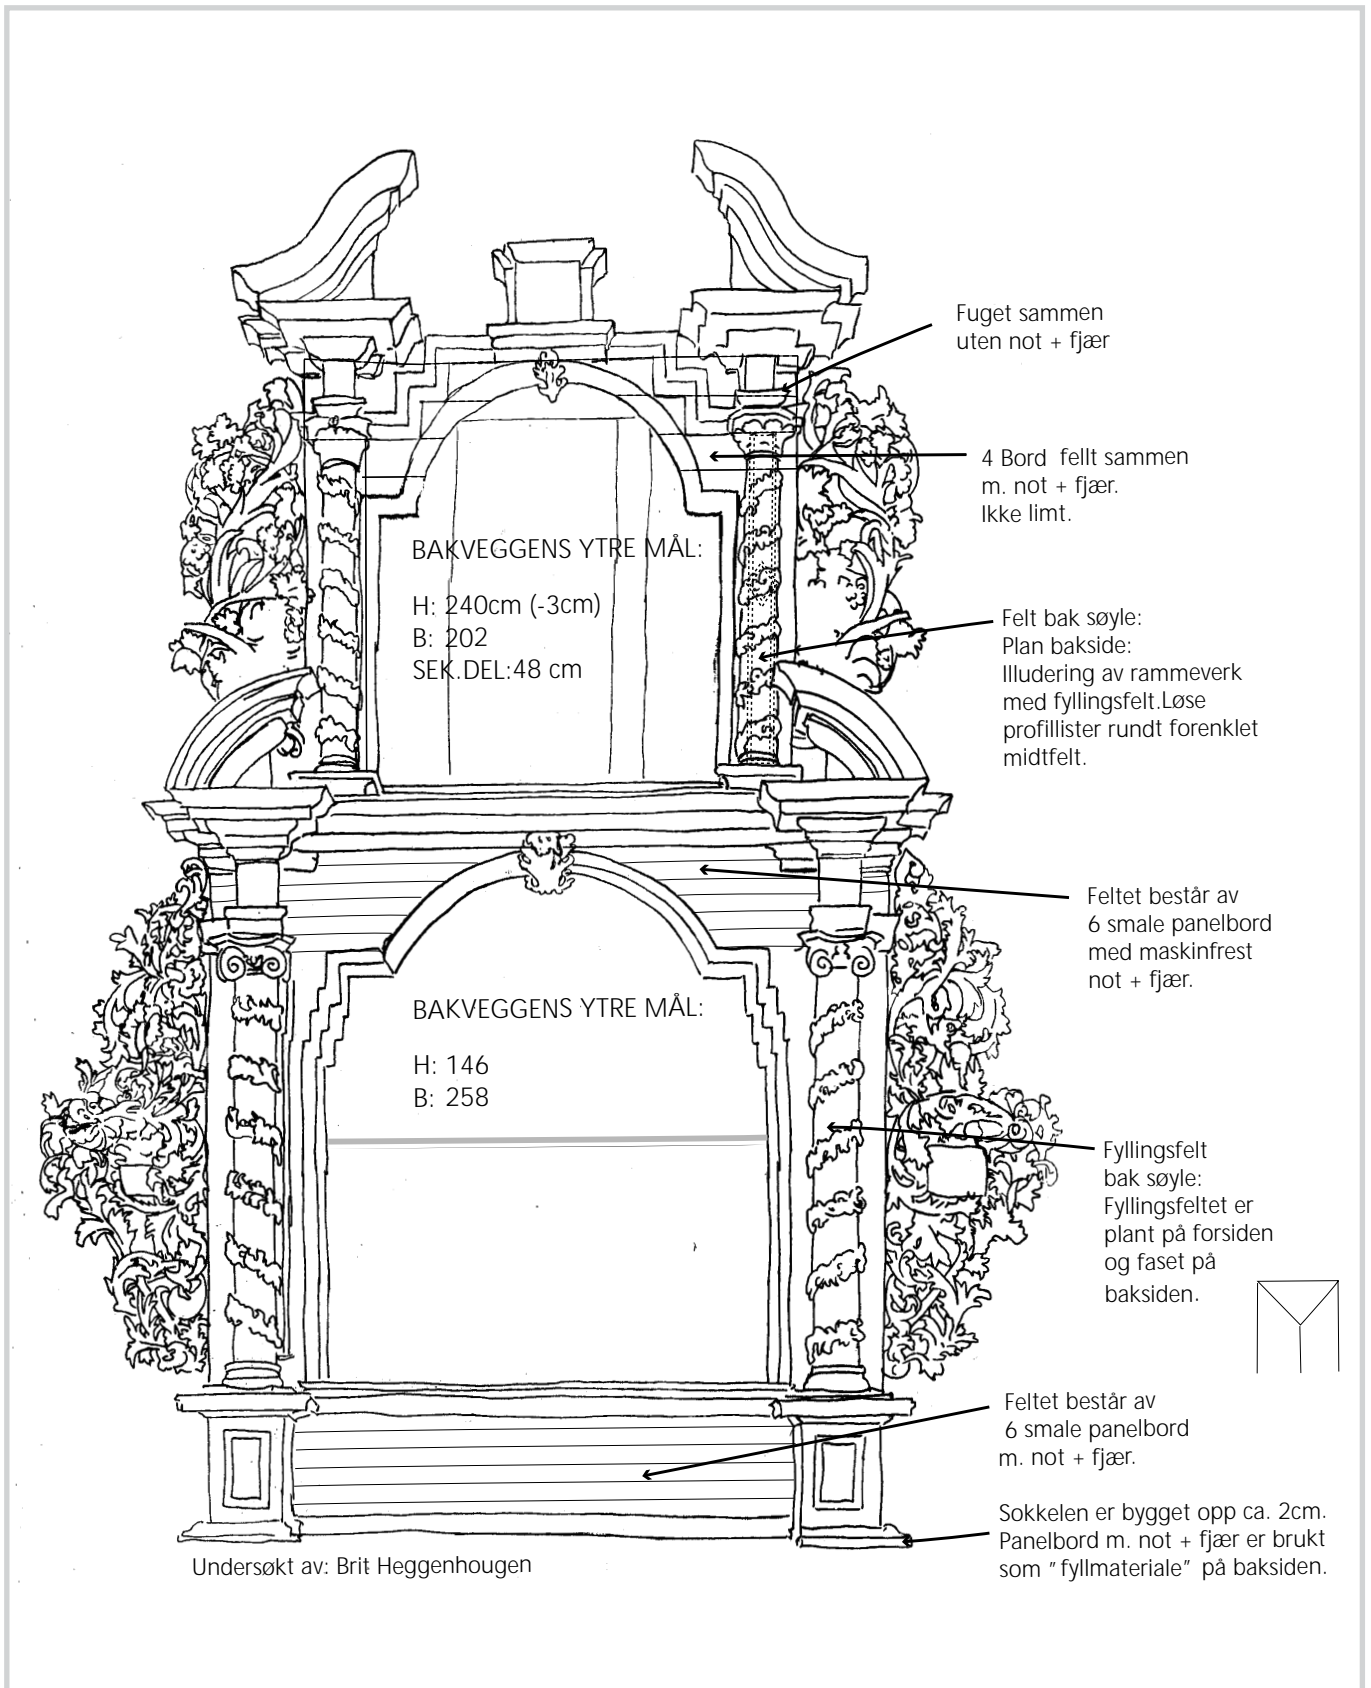 Fuget sammen
uten not + fjær
4 Bord fellt sammen
m. not + fjær.
Ikke limt.
BAKVEGGENS YTRE MÅL:
H: 240cm (-3cm)
B: 202
SEK.DEL:48 cm
Felt bak søyle:
Plan bakside:
Illudering av rammeverk
med fyllingsfelt.Løse
profillister rundt forenklet
midtfelt.
Feltet består av
6 smale panelbord
med maskinfrest
not + fjær.
BAKVEGGENS YTRE MÅL:
H: 146
B: 258
Fyllingsfelt
bak søyle:
Fyllingsfeltet er
plant på forsiden
og faset på
baksiden.
Feltet består av
6 smale panelbord
m. not + fjær.
Sokkelen er bygget opp ca. 2cm.
Panelbord m. not + fjær er brukt
som "fyllmateriale" på baksiden.
Undersøkt av: Brit Heggenhougen